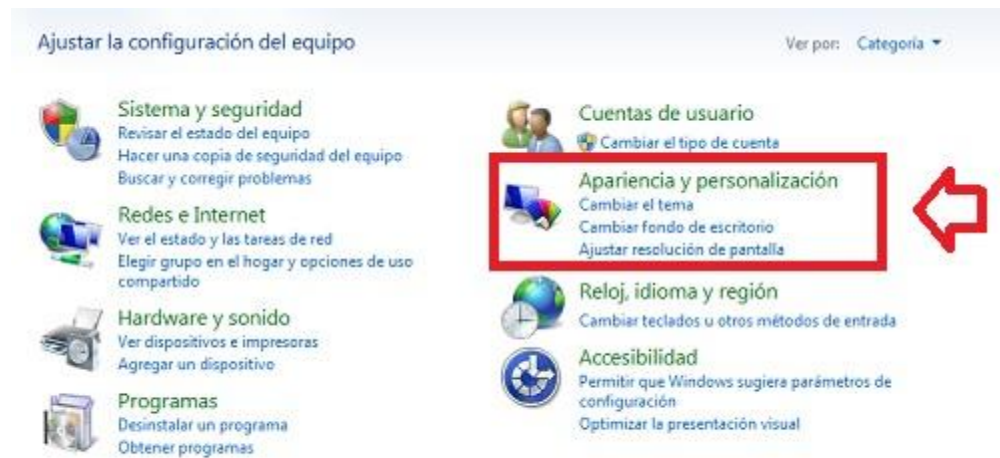 Ajustar la configuración del equipo
Ver por: Categoría
Sistema y seguridad
Revisar el estado del equipo
Hacer una copia de seguridad del equipo
Buscar y corregir problemas
Redes e Internet
Ver el estado y las tareas de red
Elegir grupo en el hogar y opciones de uso
compartido
Hardware y sonido
Ver dispositivos e impresoras
Agregar un dispositivo
Programas
Desinstalar un programa
Obtener programas
Cuentas de usuario
Cambiar el tipo de cuenta
Apariencia y personalización
Cambiar el tema
Cambiar fondo de escritorio
Ajustar resolución de pantalla
Reloj, idioma y región
Cambiar teclados u otros métodos de entrada
Accesibilidad
Permitir que Windows sugiera parámetros de
configuración
Optimizar la presentación visual